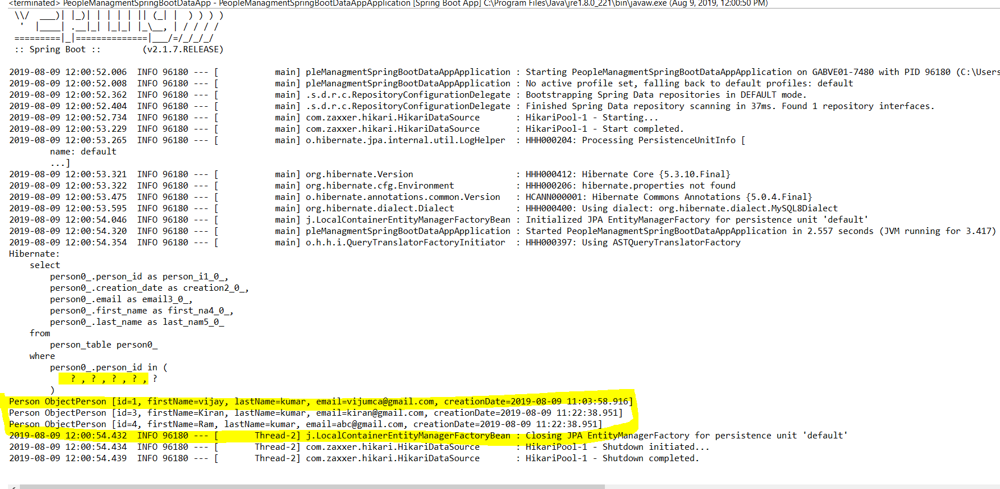 <terminated> PeopleManagmentSpringBootDataApp - PeopleManagmentSpringBootDataAppApplication [Spring Boot App] C:\Program Files\Java\jre1.8.0_221\bin\javaw.exe (Aug 9, 2019, 12:00:50 PM)
 \\/  ___)| |_)| | | | | || (_| |  ) ) ) )
  '  |____| .__|_| |_|_| |_\__, | / / / /
 =========|_|==============|___/=/_/_/_/
 :: Spring Boot ::        (v2.1.7.RELEASE)
2019-08-09 12:00:52.006  INFO 96180 --- [           main] pleManagmentSpringBootDataAppApplication : Starting PeopleManagmentSpringBootDataAppApplication on GABVE01-7480 with PID 96180 (C:\Users
2019-08-09 12:00:52.008  INFO 96180 --- [           main] pleManagmentSpringBootDataAppApplication : No active profile set, falling back to default profiles: default
2019-08-09 12:00:52.362  INFO 96180 --- [           main] .s.d.r.c.RepositoryConfigurationDelegate : Bootstrapping Spring Data repositories in DEFAULT mode.
2019-08-09 12:00:52.404  INFO 96180 --- [           main] .s.d.r.c.RepositoryConfigurationDelegate : Finished Spring Data repository scanning in 37ms. Found 1 repository interfaces.
2019-08-09 12:00:52.734  INFO 96180 --- [           main] com.zaxxer.hikari.HikariDataSource       : HikariPool-1 - Starting...
2019-08-09 12:00:53.229  INFO 96180 --- [           main] com.zaxxer.hikari.HikariDataSource       : HikariPool-1 - Start completed.
2019-08-09 12:00:53.265  INFO 96180 --- [           main] o.hibernate.jpa.internal.util.LogHelper  : HHH000204: Processing PersistenceUnitInfo [
        name: default
        ...]
2019-08-09 12:00:53.321  INFO 96180 --- [           main] org.hibernate.Version                    : HHH000412: Hibernate Core {5.3.10.Final}
2019-08-09 12:00:53.322  INFO 96180 --- [           main] org.hibernate.cfg.Environment            : HHH000206: hibernate.properties not found
2019-08-09 12:00:53.475  INFO 96180 --- [           main] o.hibernate.annotations.common.Version   : HCANN000001: Hibernate Commons Annotations {5.0.4.Final}
2019-08-09 12:00:53.595  INFO 96180 --- [           main] org.hibernate.dialect.Dialect            : HHH000400: Using dialect: org.hibernate.dialect.MySQL8Dialect
2019-08-09 12:00:54.046  INFO 96180 --- [           main] j.LocalContainerEntityManagerFactoryBean : Initialized JPA EntityManagerFactory for persistence unit 'default'
2019-08-09 12:00:54.320  INFO 96180 --- [           main] pleManagmentSpringBootDataAppApplication : Started PeopleManagmentSpringBootDataAppApplication in 2.557 seconds (JVM running for 3.417)
2019-08-09 12:00:54.354  INFO 96180 --- [           main] o.h.h.i.QueryTranslatorFactoryInitiator  : HHH000397: Using ASTQueryTranslatorFactory
Hibernate:
    select
        person0_.person_id as person_i1_0_,
        person0_.creation_date as creation2_0_,
        person0_.email as email3_0_,
        person0_.first_name as first_na4_0_,
        person0_.last_name as last_nam5_0_
    from
        person_table person0_
    where
        person0_.person_id in (
            ? , ? , ? , ? , ?
        )
Person ObjectPerson [id=1, firstName=vijay, lastName=kumar, email=vijumca@gmail.com, creationDate=2019-08-09 11:03:58.916]
Person ObjectPerson [id=3, firstName=Kiran, lastName=kumar, email=kiran@gmail.com, creationDate=2019-08-09 11:22:38.951]
Person ObjectPerson [id=4, firstName=Ram, lastName=kumar, email=abc@gmail.com, creationDate=2019-08-09 11:22:38.951]
2019-08-09 12:00:54.432  INFO 96180 --- [       Thread-2] j.LocalContainerEntityManagerFactoryBean : Closing JPA EntityManagerFactory for persistence unit 'default'
2019-08-09 12:00:54.434  INFO 96180 --- [       Thread-2] com.zaxxer.hikari.HikariDataSource       : HikariPool-1 - Shutdown initiated...
2019-08-09 12:00:54.439  INFO 96180 --- [       Thread-2] com.zaxxer.hikari.HikariDataSource       : HikariPool-1 - Shutdown completed.